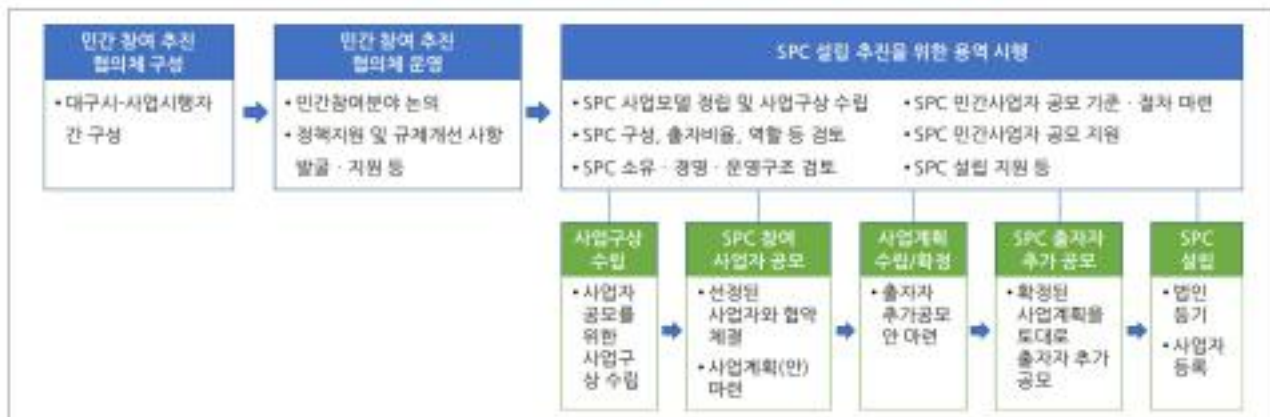 민간 참여 추진
협의체 구성
• 대구시-사업시행자
간 구성
민간 참여 추진
협의체 운영
• 민간참여분야 논의
• 정책지원 및 규제개선 사항
발굴 · 지원 등
SPC 설립 추진을 위한 용역 시행
• SPC 사업모델 정립 및 사업구상 수립
• SPC 구성, 출자비율, 역할 등 검토
• SPC 소유 · 경영 · 운영구조 검토
• SPC 민간사업자 공모 기준 · 절차 마련
• SPC 민간사업자 공모 지원
• SPC 설립 지원 등
사업구상
수립
• 사업자
공모를
위한
사업구
상 수립
SPC 참여
사업자 공모
• 선정된
사업자와 협약
체결
• 사업계획(안)
마련
사업계획
수립/확정
• 출자자
추가공모
안 마련
SPC 출자자
추가 공모
• 확정된
사업계획을
토대로
출자자 추가
공모
SPC
설립
• 법인
등기
• 사업자
등록